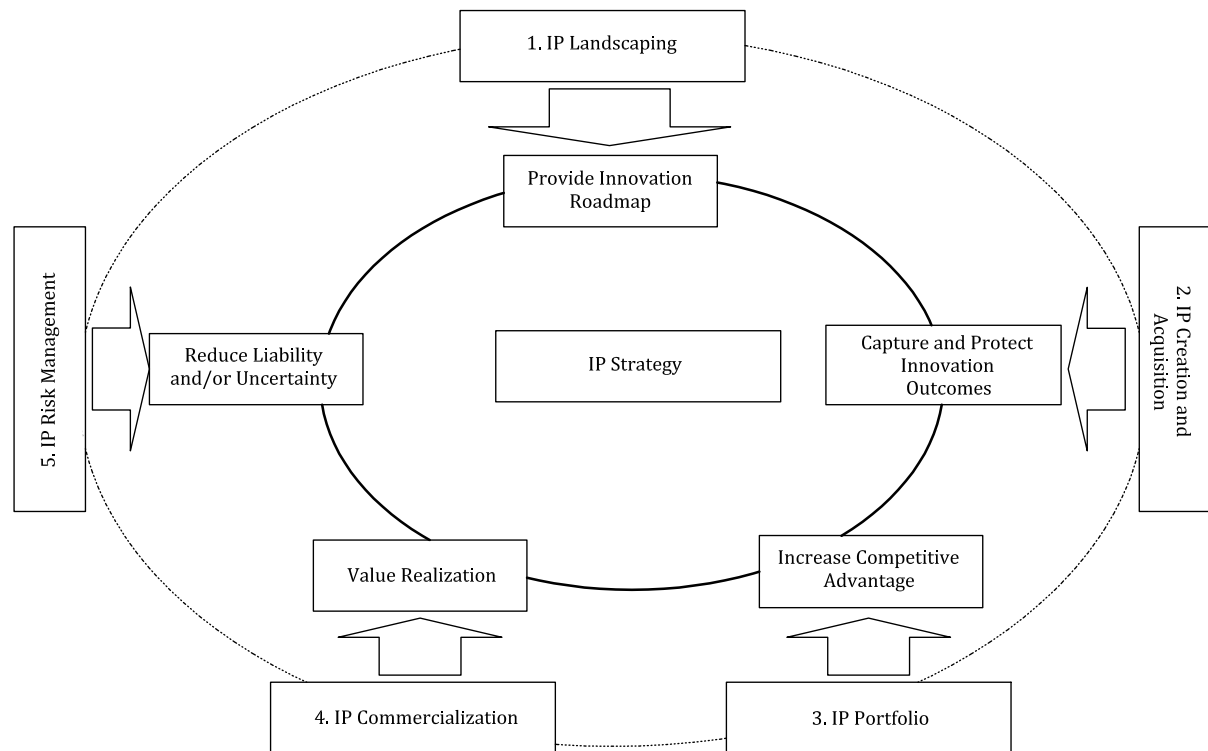 1. IP Landscaping
Provide Innovation
Roadmap
5. IP Risk Management
Reduce Liability
and/or Uncertainty
IP Strategy
Capture and Protect
Innovation
Outcomes
2. IP Creation and
Acquisition
Value Realization
Increase Competitive
Advantage
4. IP Commercialization
3. IP Portfolio